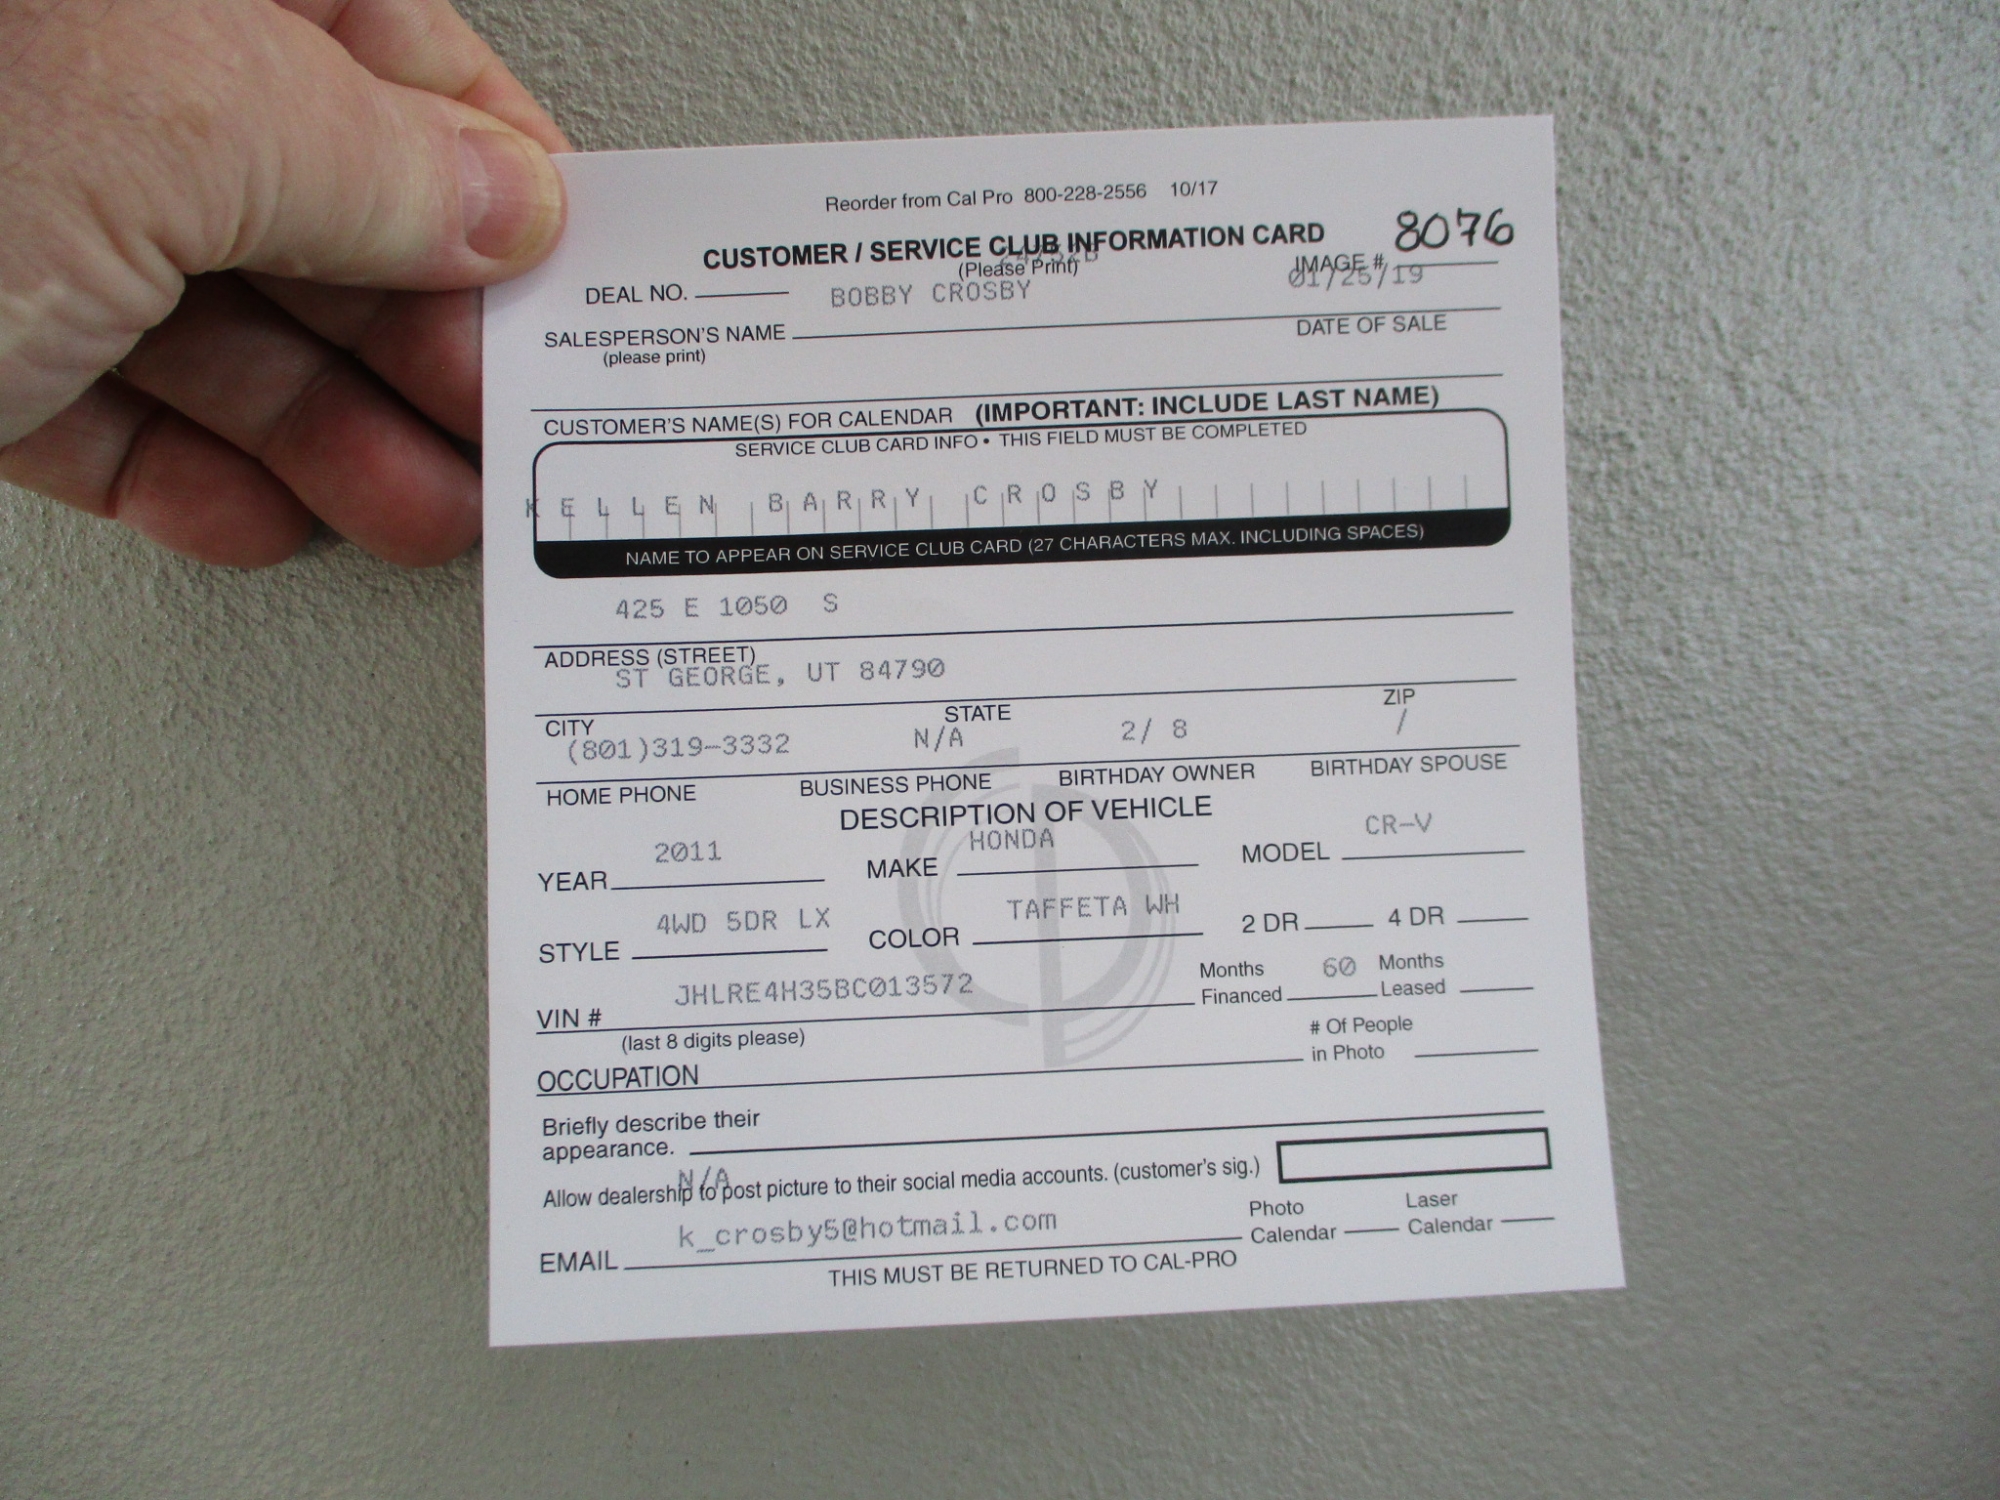 Reorder from Cal Pro 800-228-2556 10/17
CUSTOMER / SERVICE CLUB INFORMATION CARD 8076
(Please Print) IMAGE #
DEAL NO. BOBBY CROSBY 01/25/19
SALESPERSON'S NAME DATE OF SALE
(please print)
CUSTOMER'S NAME(S) FOR CALENDAR (IMPORTANT: INCLUDE LAST NAME)
SERVICE CLUB CARD INFO • THIS FIELD MUST BE COMPLETED
KELLEN BARRY CROSBY
NAME TO APPEAR ON SERVICE CLUB CARD (27 CHARACTERS MAX. INCLUDING SPACES)
425 E 1050 S
ADDRESS (STREET)
ST GEORGE, UT 84790
CITY STATE ZIP
(801)319-3332 N/A 2/ 8 /
HOME PHONE BUSINESS PHONE BIRTHDAY OWNER BIRTHDAY SPOUSE
DESCRIPTION OF VEHICLE
YEAR 2011 MAKE HONDA MODEL CR-V
STYLE 4WD 5DR LX COLOR TAFFETA WH 2 DR 4 DR
VIN # JHLRE4H35BC013572 Months Financed 60 Months Leased
(last 8 digits please)
OCCUPATION # Of People in Photo
Briefly describe their
appearance.
N/A
Allow dealership to post picture to their social media accounts. (customer's sig.)
EMAIL k_crosby5@hotmail.com Photo Calendar Laser Calendar
THIS MUST BE RETURNED TO CAL-PRO